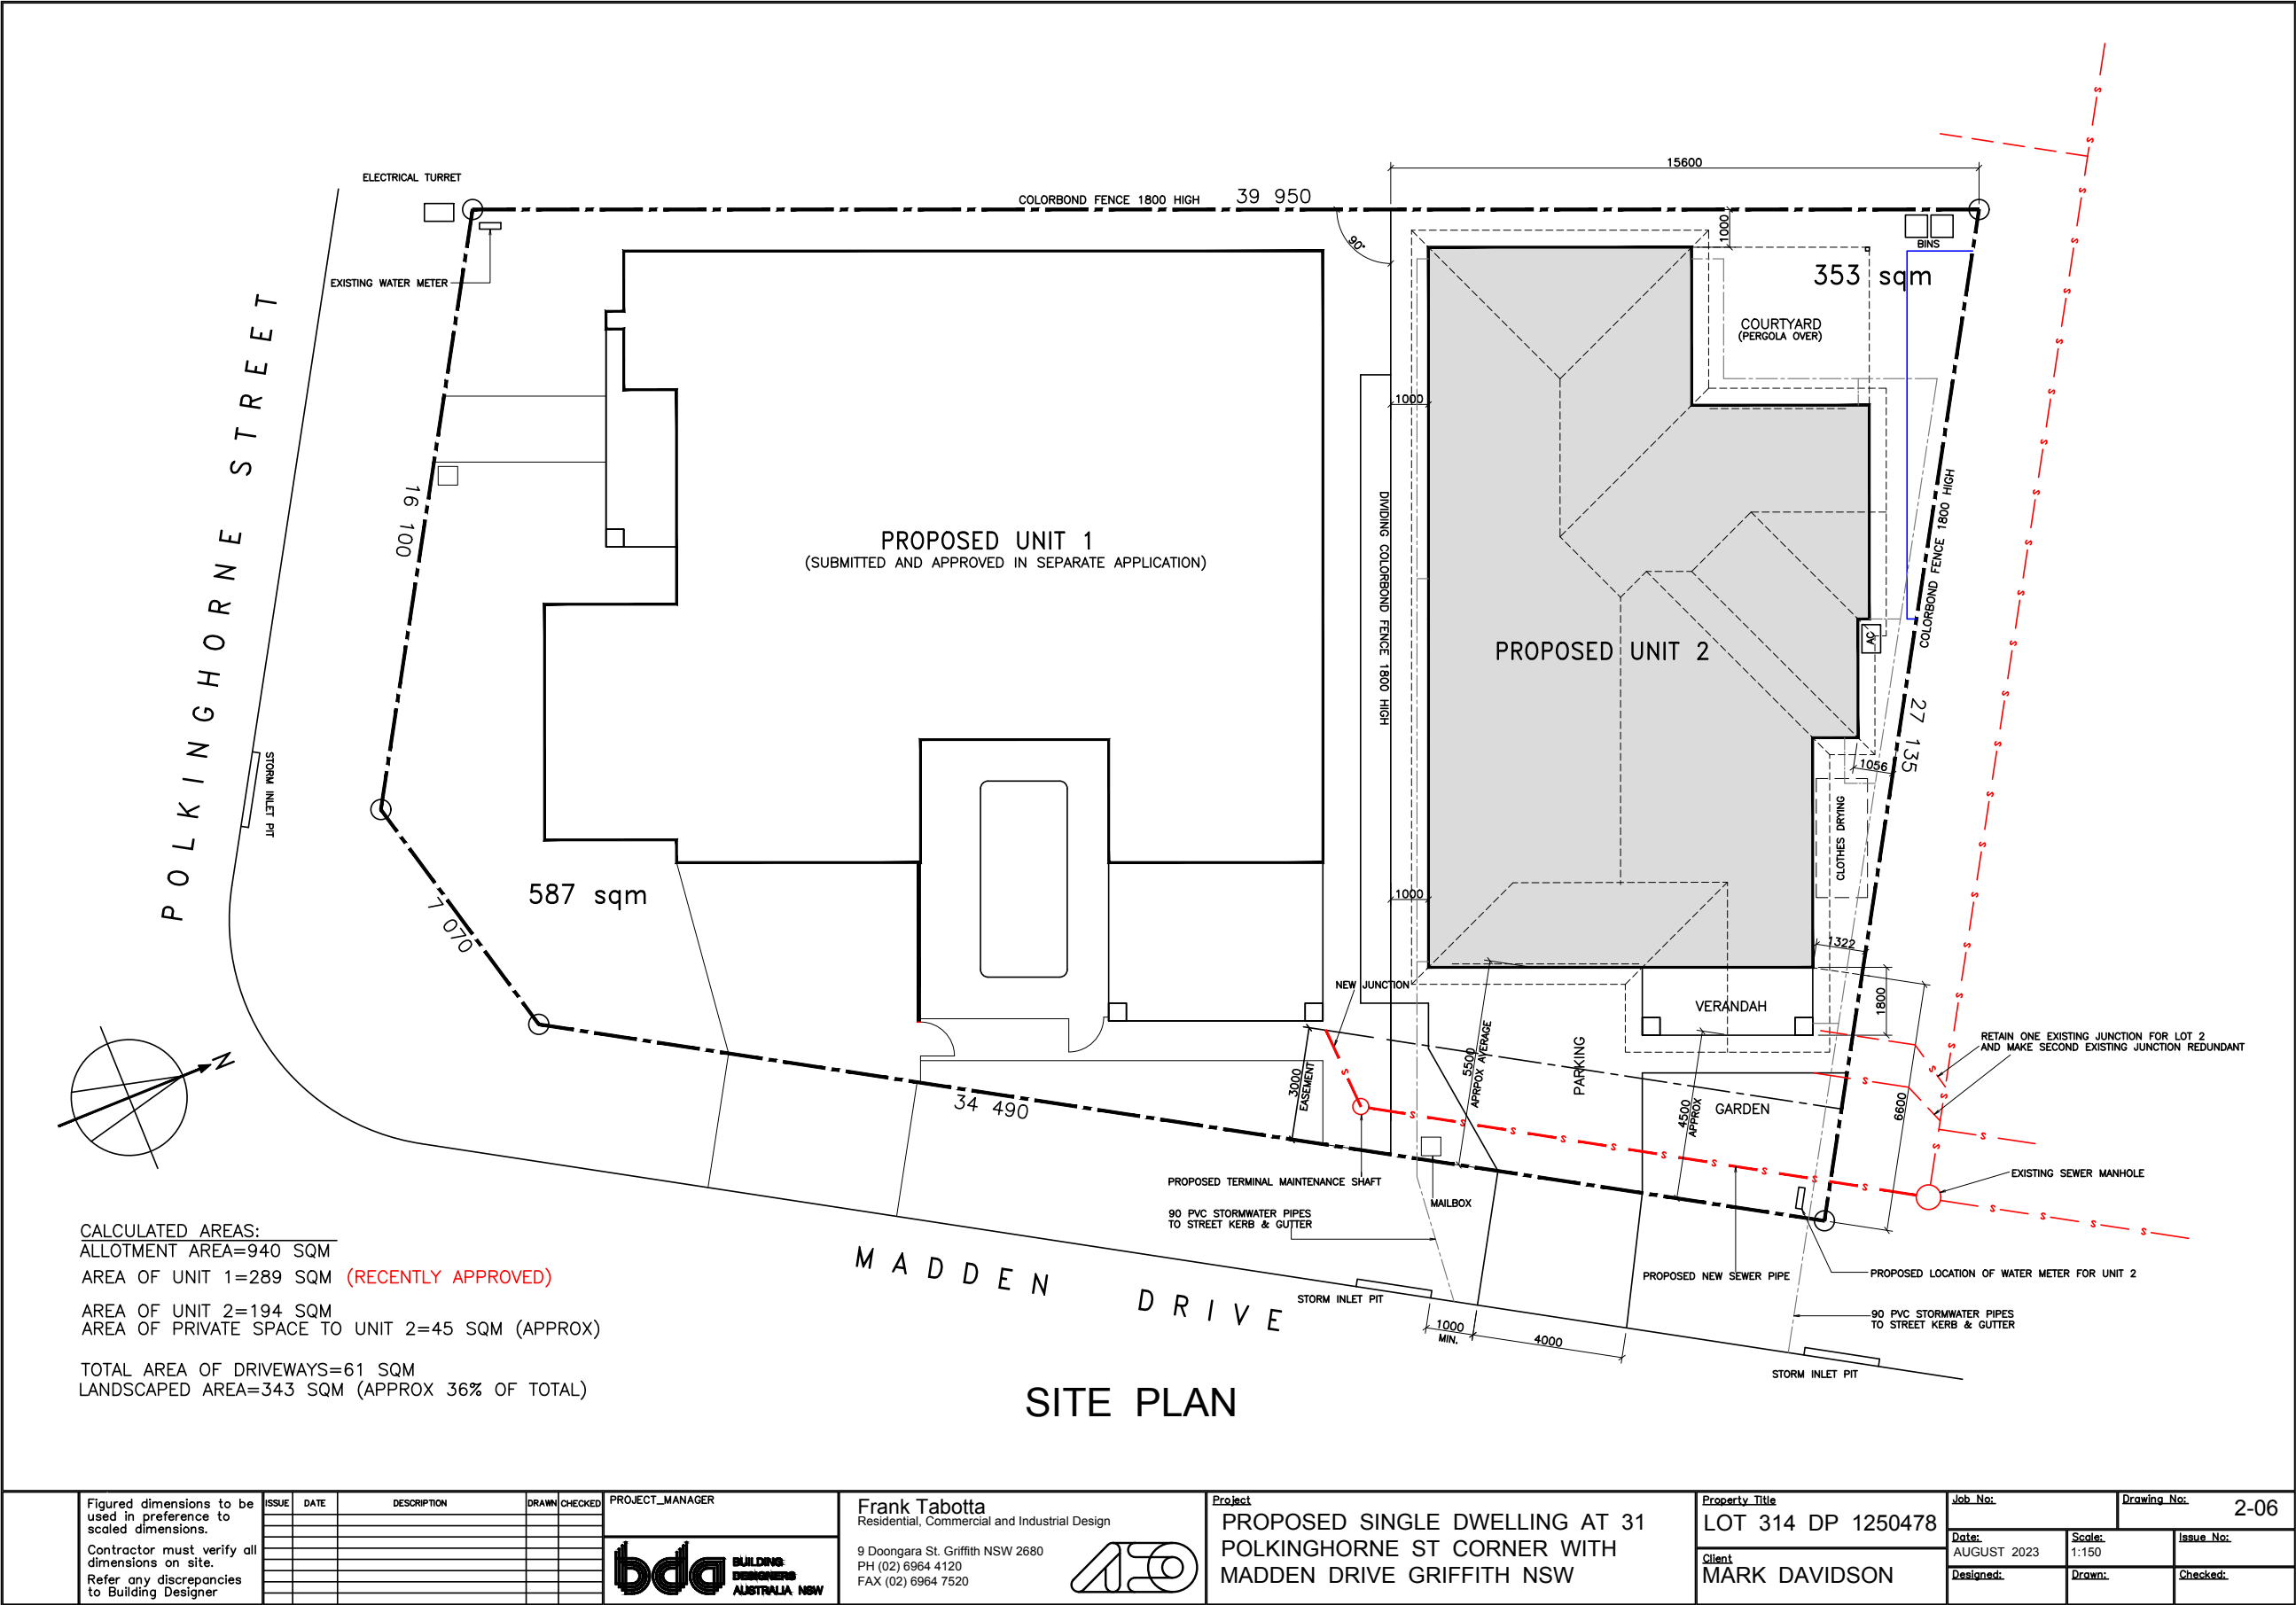 15600
ELECTRICAL TURRET
COLORBOND FENCE 1800 HIGH
39 950
1000
90°
BINS
353 sqm
EXISTING WATER METER
COURTYARD
(PERGOLA OVER)
POLKINGHORNE STREET
1000
16 100
DIVIDING COLORBOND FENCE 1800 HIGH
COLORBOND FENCE 1800 HIGH
PROPOSED UNIT 1
(SUBMITTED AND APPROVED IN SEPARATE APPLICATION)
AC
PROPOSED UNIT 2
27 135
1056
STORM INLET PIT
CLOTHES DRYING
587 sqm
1000
7 070
1322
NEW JUNCTION
VERANDAH
1800
5500
APRPOX AVERAGE
PARKING
RETAIN ONE EXISTING JUNCTION FOR LOT 2
AND MAKE SECOND EXISTING JUNCTION REDUNDANT
N
3000
EASEMENT
34 490
4500
APPROX
GARDEN
6600
S
PROPOSED TERMINAL MAINTENANCE SHAFT
EXISTING SEWER MANHOLE
MAILBOX
90 PVC STORMWATER PIPES
TO STREET KERB & GUTTER
MADDEN DRIVE
PROPOSED NEW SEWER PIPE
PROPOSED LOCATION OF WATER METER FOR UNIT 2
STORM INLET PIT
90 PVC STORMWATER PIPES
TO STREET KERB & GUTTER
1000
MIN.
4000
STORM INLET PIT
CALCULATED AREAS:
ALLOTMENT AREA=940 SQM
AREA OF UNIT 1=289 SQM (RECENTLY APPROVED)
AREA OF UNIT 2=194 SQM
AREA OF PRIVATE SPACE TO UNIT 2=45 SQM (APPROX)
TOTAL AREA OF DRIVEWAYS=61 SQM
LANDSCAPED AREA=343 SQM (APPROX 36% OF TOTAL)
SITE PLAN
Figured dimensions to be
used in preference to
scaled dimensions.
Contractor must verify all
dimensions on site.
Refer any discrepancies
to Building Designer
ISSUE DATE DESCRIPTION DRAWN CHECKED
PROJECT_MANAGER
bda BUILDING
DESIGNERS
AUSTRALIA NSW
Frank Tabotta
Residential, Commercial and Industrial Design
9 Doongara St. Griffith NSW 2680
PH (02) 6964 4120
FAX (02) 6964 7520
Project
PROPOSED SINGLE DWELLING AT 31
POLKINGHORNE ST CORNER WITH
MADDEN DRIVE GRIFFITH NSW
Property Title
LOT 314 DP 1250478
Client
MARK DAVIDSON
Job No:
Drawing No: 2-06
Date:
AUGUST 2023
Scale:
1:150
Issue No:
Designed:
Drawn:
Checked: